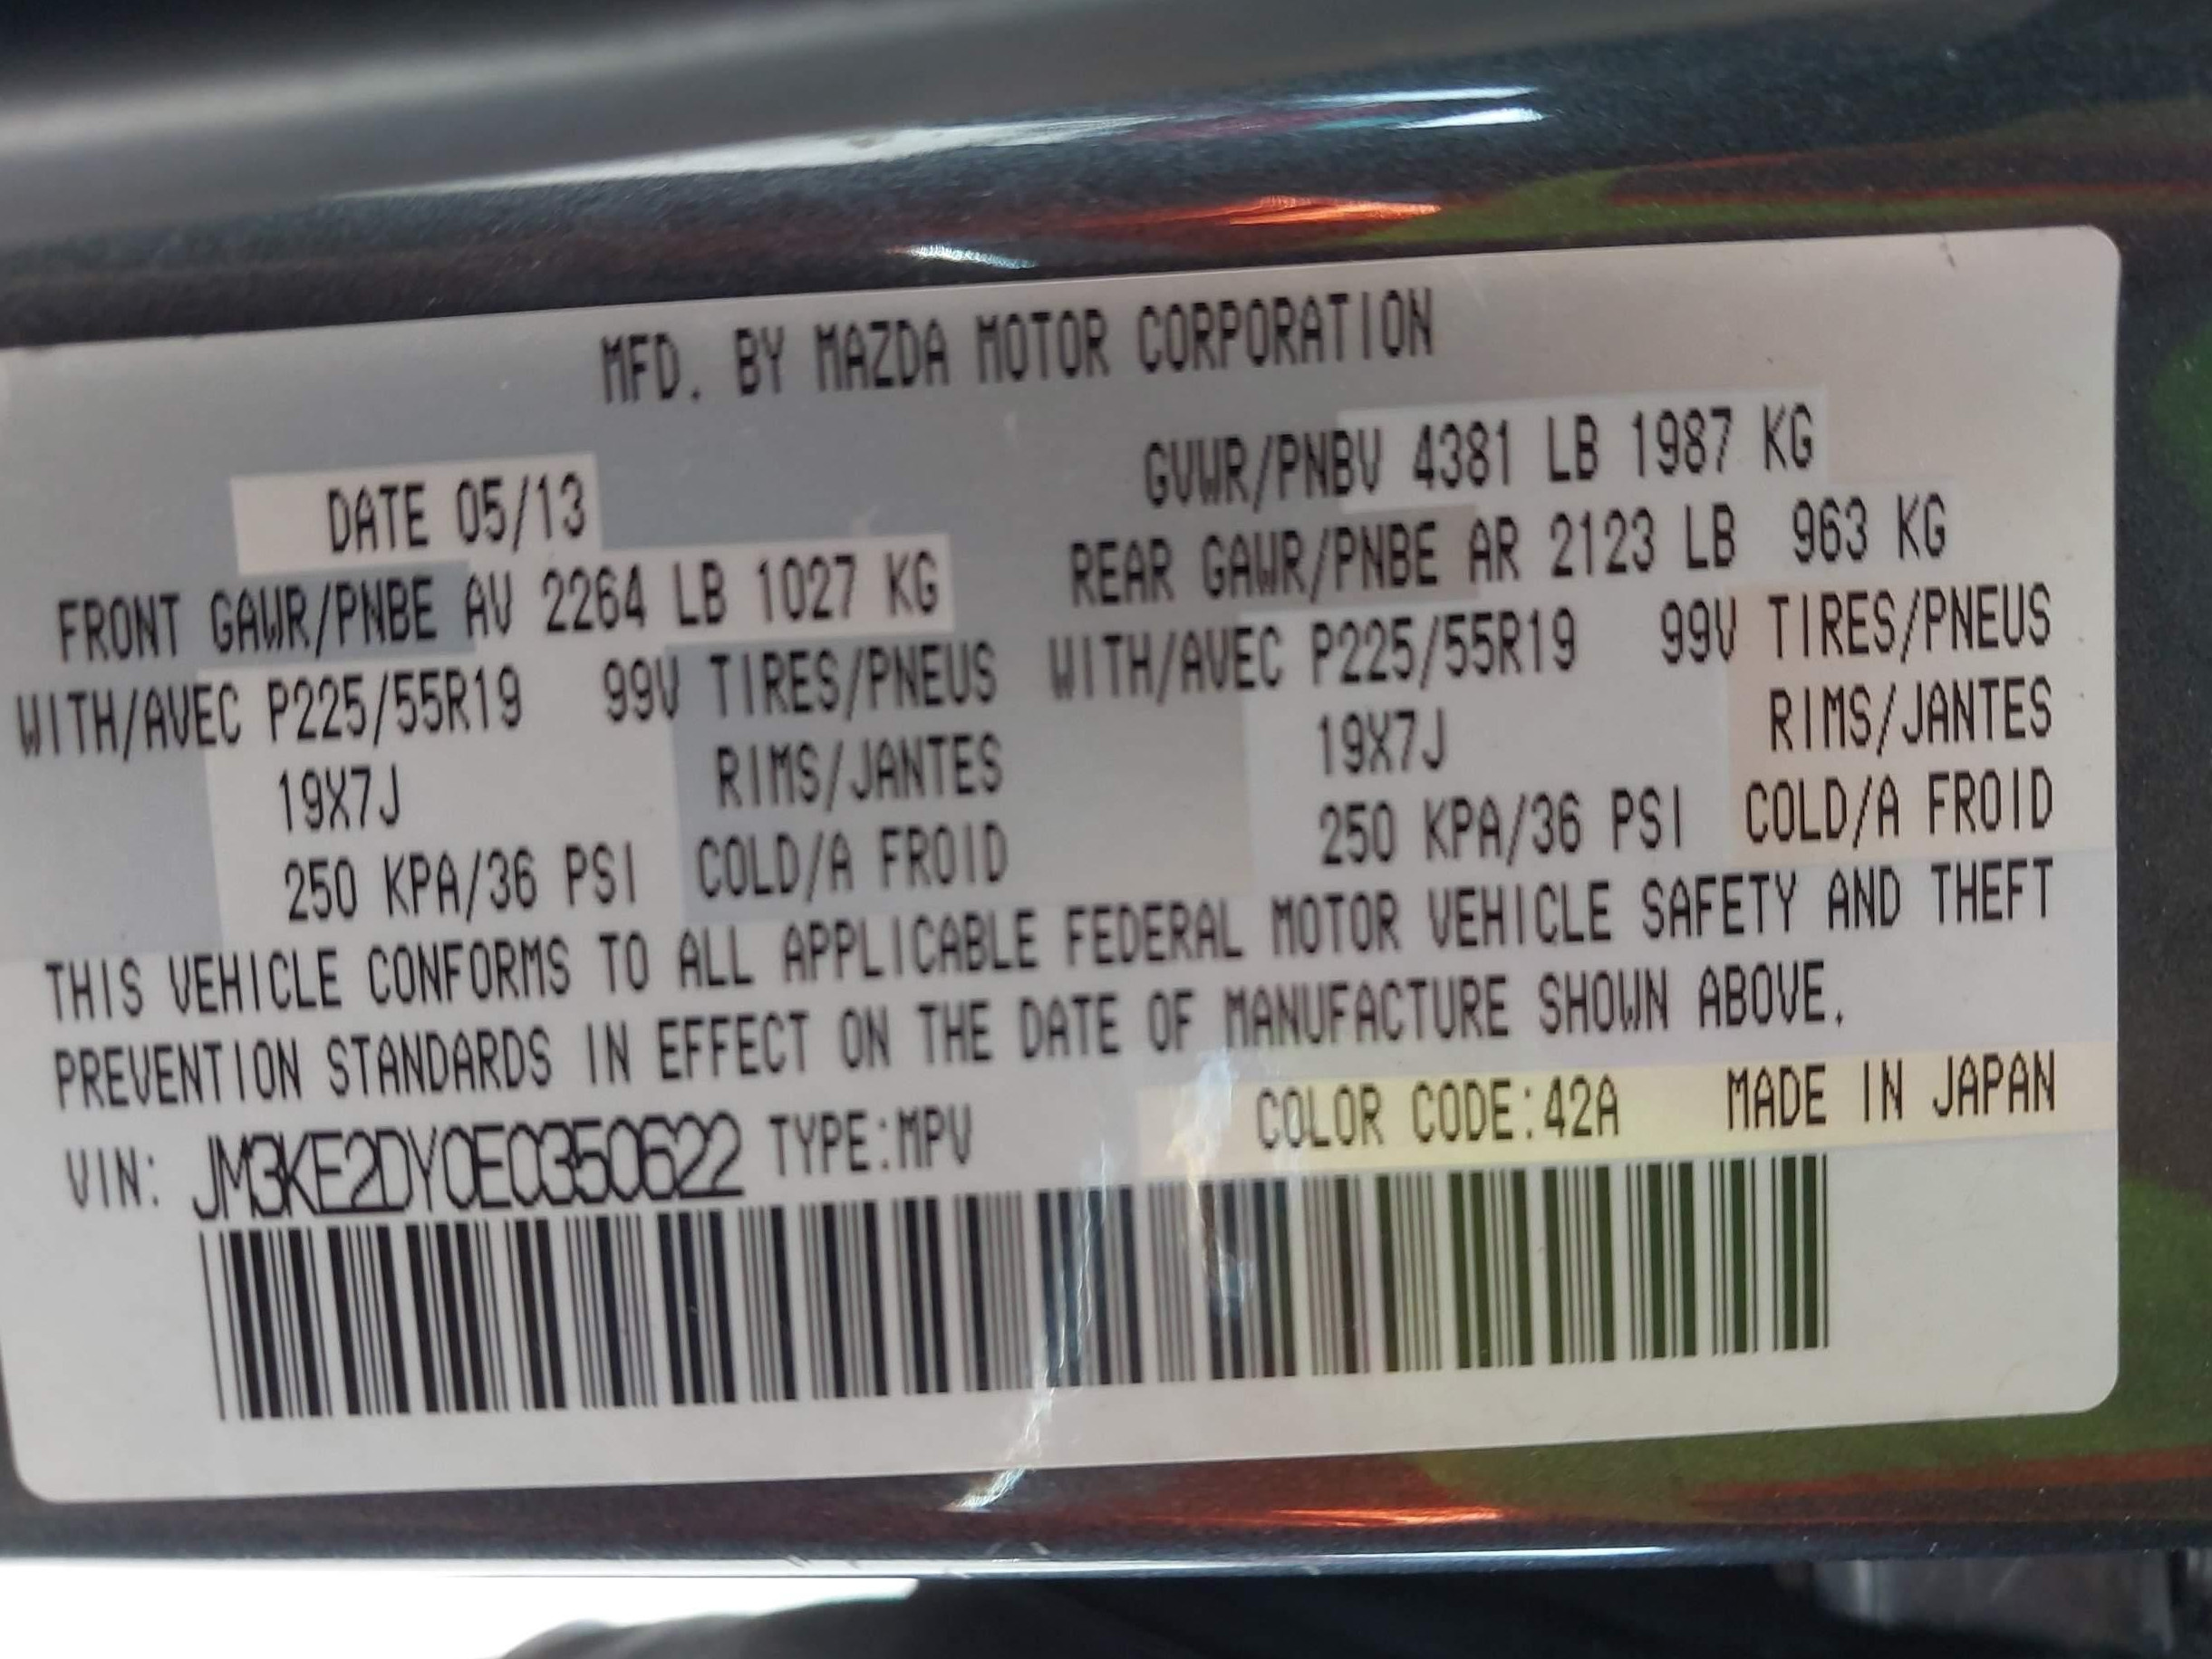 MFD. BY MAZDA MOTOR CORPORATION
DATE 05/13
GVWR/PNBV 4381 LB 1987 KG
FRONT GAWR/PNBE AV 2264 LB 1027 KG
WITH/AVEC P225/55R19 99V TIRES/PNEUS
19X7J RIMS/JANTES
250 KPA/36 PSI COLD/A FROID
REAR GAWR/PNBE AR 2123 LB 963 KG
WITH/AVEC P225/55R19 99V TIRES/PNEUS
19X7J RIMS/JANTES
250 KPA/36 PSI COLD/A FROID
THIS VEHICLE CONFORMS TO ALL APPLICABLE FEDERAL MOTOR VEHICLE SAFETY AND THEFT
PREVENTION STANDARDS IN EFFECT ON THE DATE OF MANUFACTURE SHOWN ABOVE.
VIN: JM3KE2DY0E0350622 TYPE:MPV COLOR CODE:42A MADE IN JAPAN